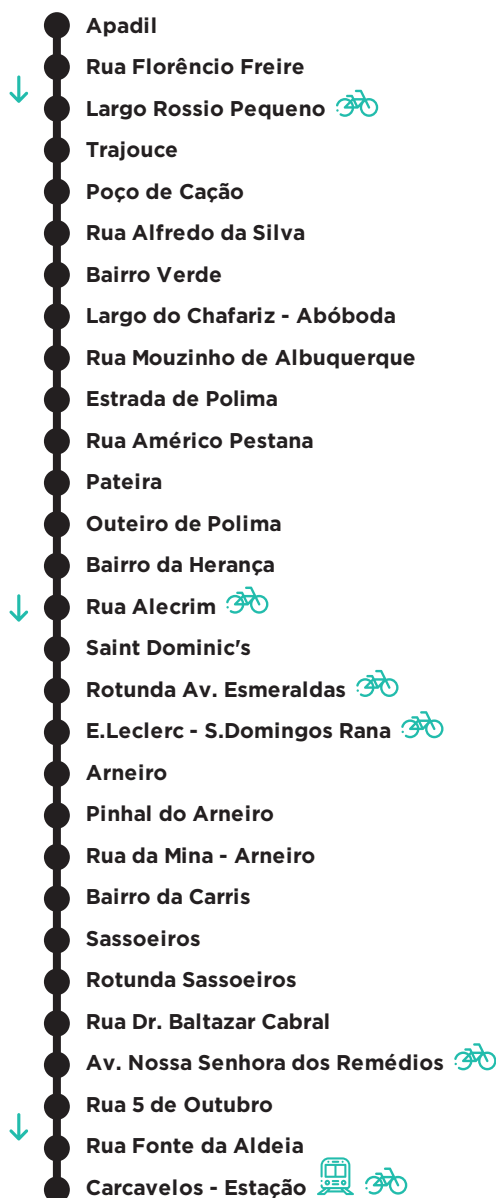 Apadil
Rua Florêncio Freire
Largo Rossio Pequeno
Trajouce
Poço de Cação
Rua Alfredo da Silva
Bairro Verde
Largo do Chafariz - Abóboda
Rua Mouzinho de Albuquerque
Estrada de Polima
Rua Américo Pestana
Pateira
Outeiro de Polima
Bairro da Herança
Rua Alecrim
Saint Dominic's
Rotunda Av. Esmeraldas
E.Leclerc - S.Domingos Rana
Arneiro
Pinhal do Arneiro
Rua da Mina - Arneiro
Bairro da Carris
Sassoeiros
Rotunda Sassoeiros
Rua Dr. Baltazar Cabral
Av. Nossa Senhora dos Remédios
Rua 5 de Outubro
Rua Fonte da Aldeia
Carcavelos - Estação